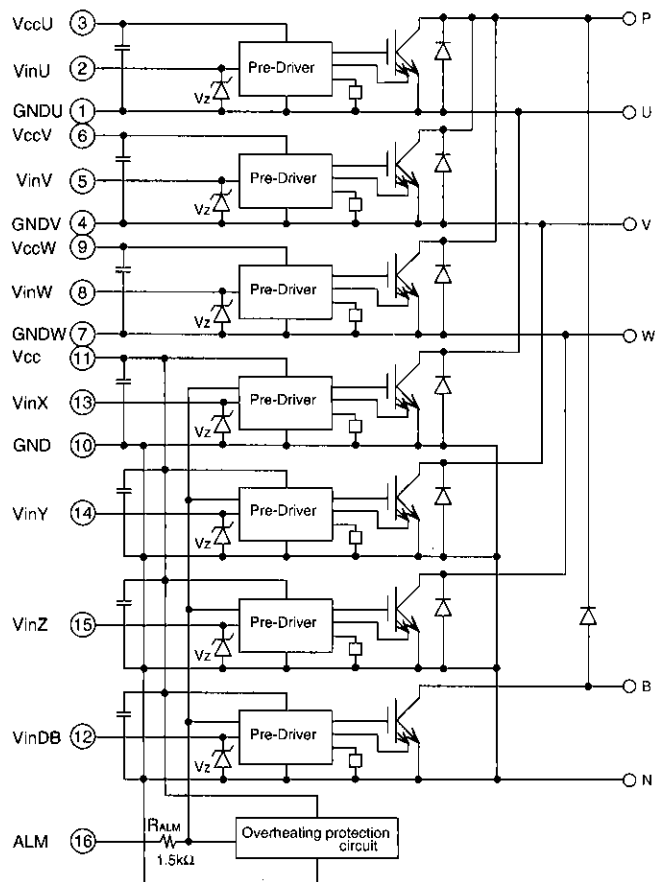 VccU 3
P
VinU 2
Pre-Driver
Vz
GNDU 1
U
VccV 6
VinV 5
Pre-Driver
Vz
GNDV 4
V
VccW 9
VinW 8
Pre-Driver
Vz
GNDW 7
W
Vcc 11
VinX 13
Pre-Driver
Vz
GND 10
VinY 14
Pre-Driver
Vz
VinZ 15
Pre-Driver
Vz
B
VinDB 12
Pre-Driver
Vz
N
ALM 16
RALM
1.5kΩ
Overheating protection
circuit